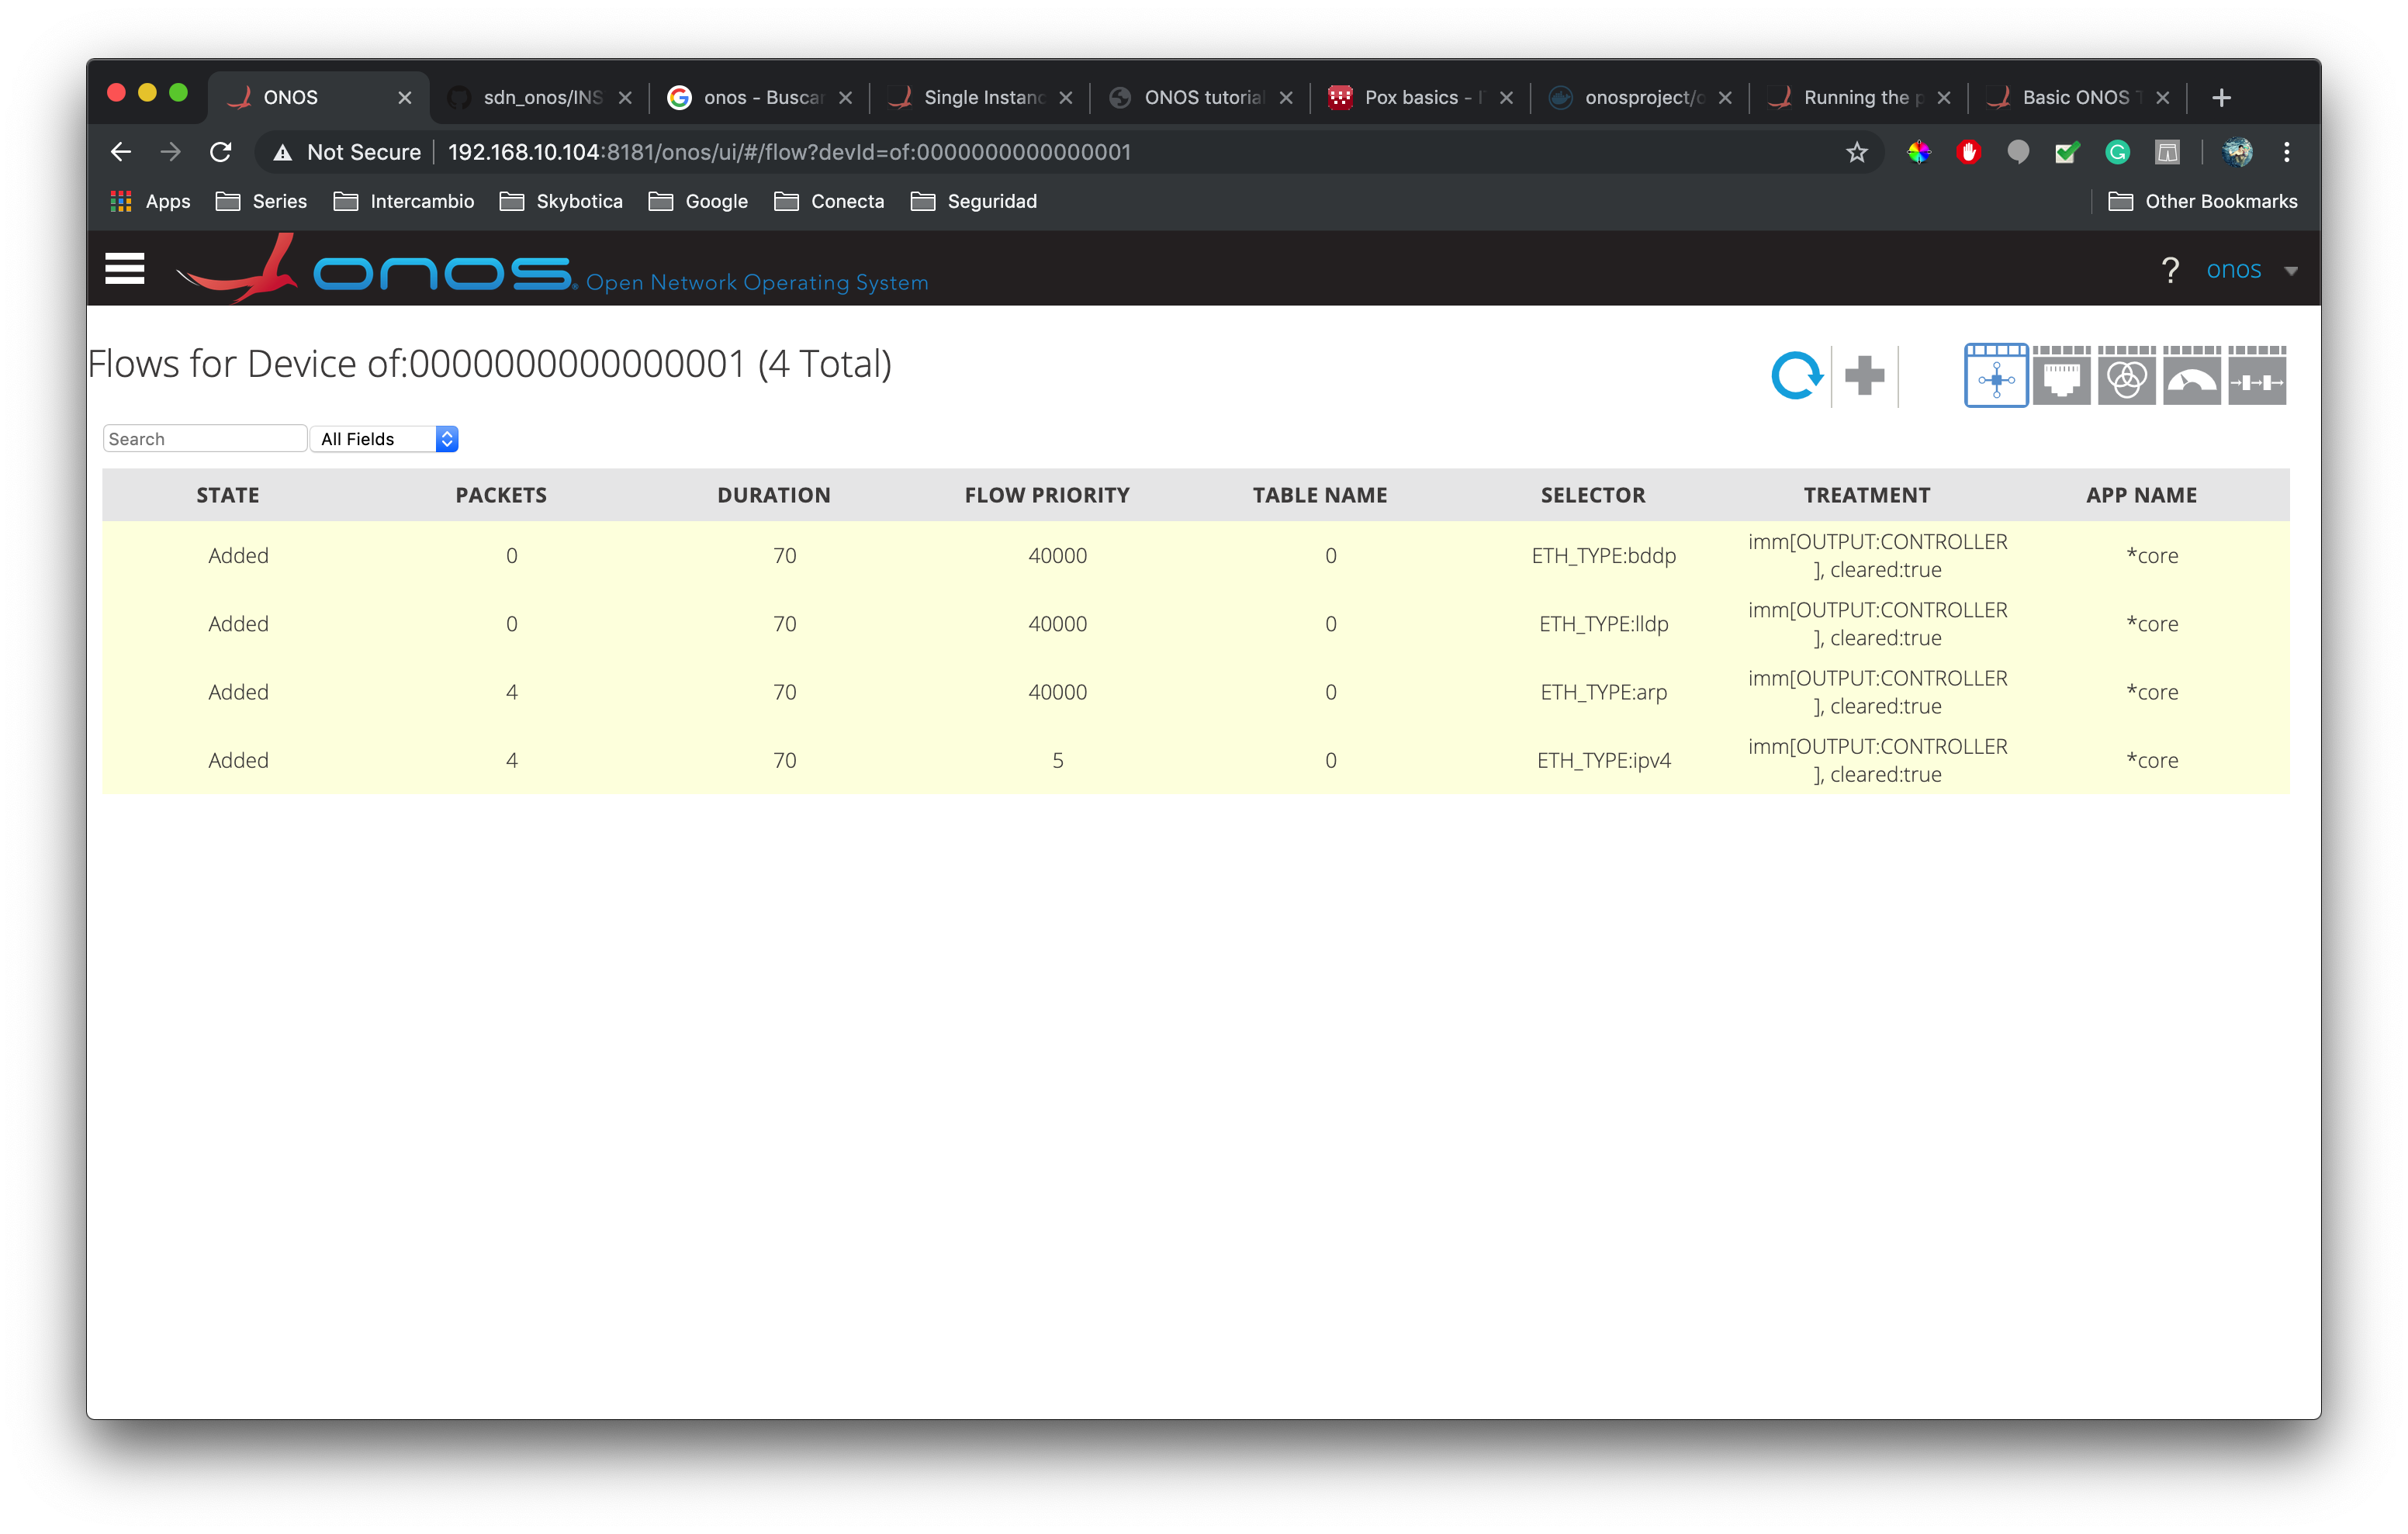 ONOS
sdn_onos/INS
onos - Buscar
Single Instanc
ONOS tutorial
Pox basics -
onosproject/o
Running the p
Basic ONOS T
Not Secure
192.168.10.104:8181/onos/ui/#/flow?devId=of:0000000000000001
Apps
Series
Intercambio
Skybotica
Google
Conecta
Seguridad
Other Bookmarks
onos® Open Network Operating System
? onos
Flows for Device of:0000000000000001 (4 Total)
Search
All Fields
STATE PACKETS DURATION FLOW PRIORITY TABLE NAME SELECTOR TREATMENT APP NAME
Added 0 70 40000 0 ETH_TYPE:bddp imm[OUTPUT:CONTROLLER
], cleared:true *core
Added 0 70 40000 0 ETH_TYPE:lldp imm[OUTPUT:CONTROLLER
], cleared:true *core
Added 4 70 40000 0 ETH_TYPE:arp imm[OUTPUT:CONTROLLER
], cleared:true *core
Added 4 70 5 0 ETH_TYPE:ipv4 imm[OUTPUT:CONTROLLER
], cleared:true *core